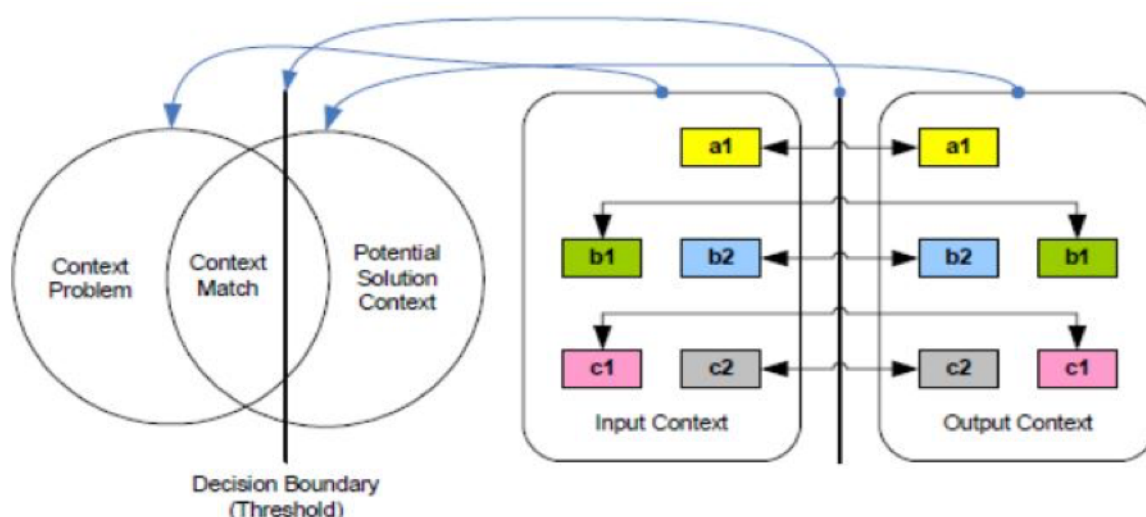 a1
a1
Context
Problem
Context
Match
Potential
Solution
Context
b1
b2
b2
b1
c1
c2
c2
c1
Input Context
Output Context
Decision Boundary
(Threshold)